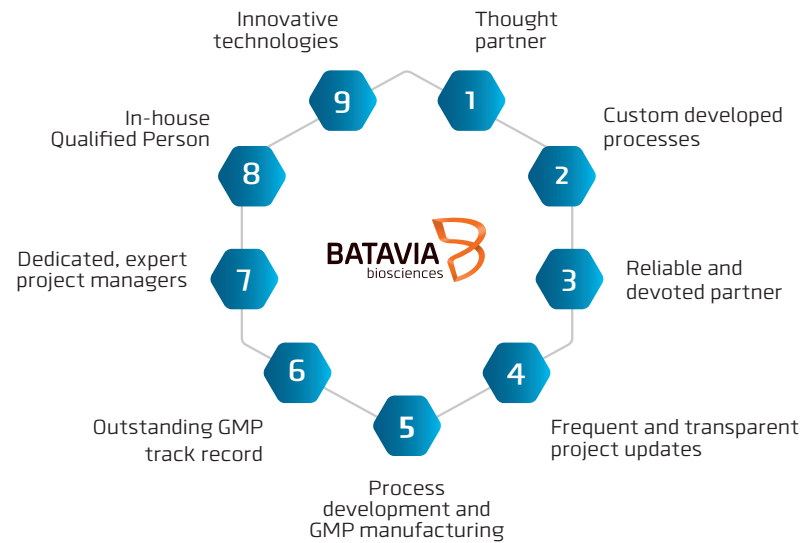 1
Thought
partner
2
Custom developed
processes
3
Reliable and
devoted partner
4
Frequent and transparent
project updates
5
Process
development and
GMP manufacturing
6
Outstanding GMP
track record
7
Dedicated, expert
project managers
8
In-house
Qualified Person
9
Innovative
technologies
BATAVIA
biosciences